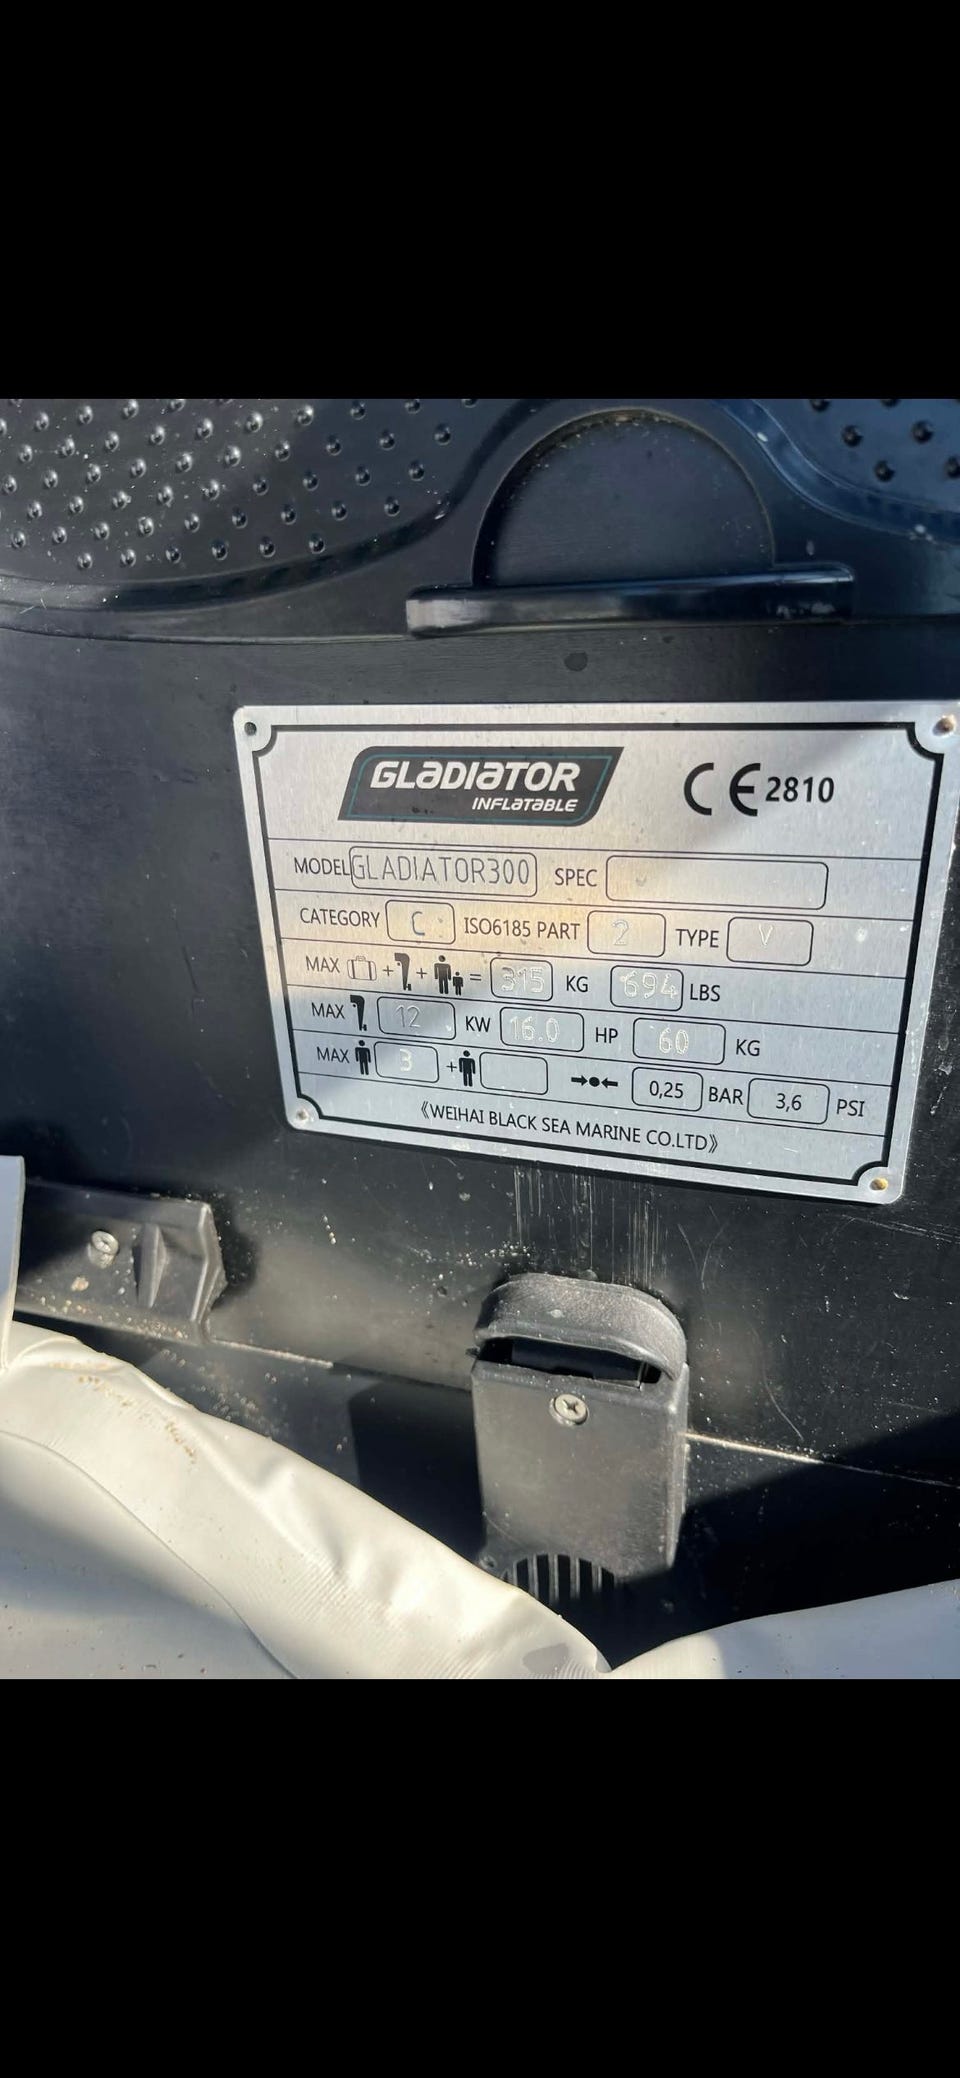 GLADIATOR
INFLATABLE
CE 2810
MODEL GLADIATOR300 SPEC
CATEGORY C ISO6185 PART 2 TYPE V
MAX + + = 315 KG 694 LBS
MAX 12 KW 16.0 HP 60 KG
MAX 3 + 0,25 BAR 3,6 PSI
《WEIHAI BLACK SEA MARINE CO.LTD》